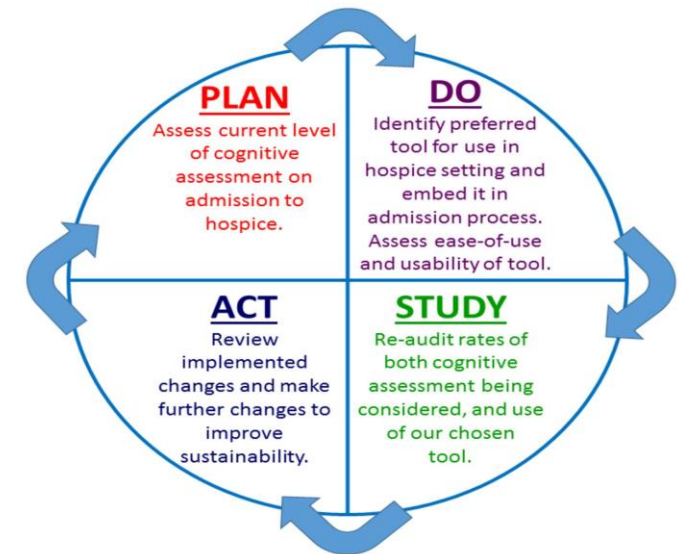 PLAN
Assess current level
of cognitive
assessment on
admission to
hospice.
DO
Identify preferred
tool for use in
hospice setting and
embed it in
admission process.
Assess ease-of-use
and usability of tool.
ACT
Review
implemented
changes and make
further changes to
improve
sustainability.
STUDY
Re-audit rates of
both cognitive
assessment being
considered, and use
of our chosen
tool.